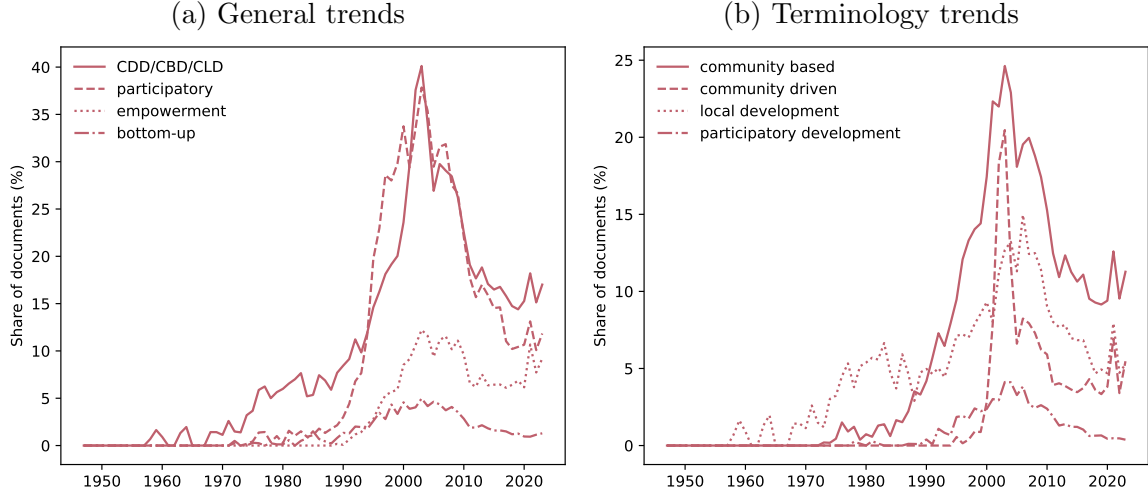 (a) General trends
Share of documents (%)
40
35
30
25
20
15
10
5
0
CDD/CBD/CLD
participatory
empowerment
bottom-up
1950 1960 1970 1980 1990 2000 2010 2020
(b) Terminology trends
Share of documents (%)
25
20
15
10
5
0
community based
community driven
local development
participatory development
1950 1960 1970 1980 1990 2000 2010 2020